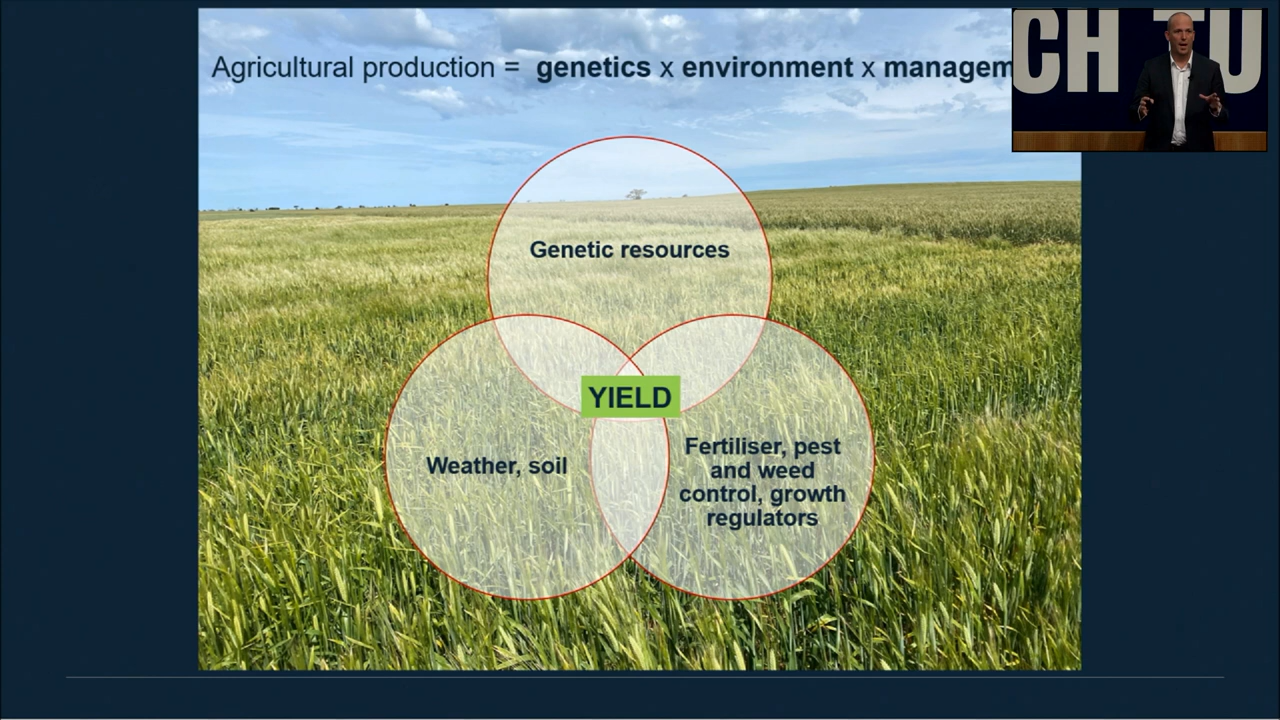 Agricultural production = genetics x environment x managem
CH TU
Genetic resources
YIELD
Weather, soil
Fertiliser, pest
and weed
control, growth
regulators